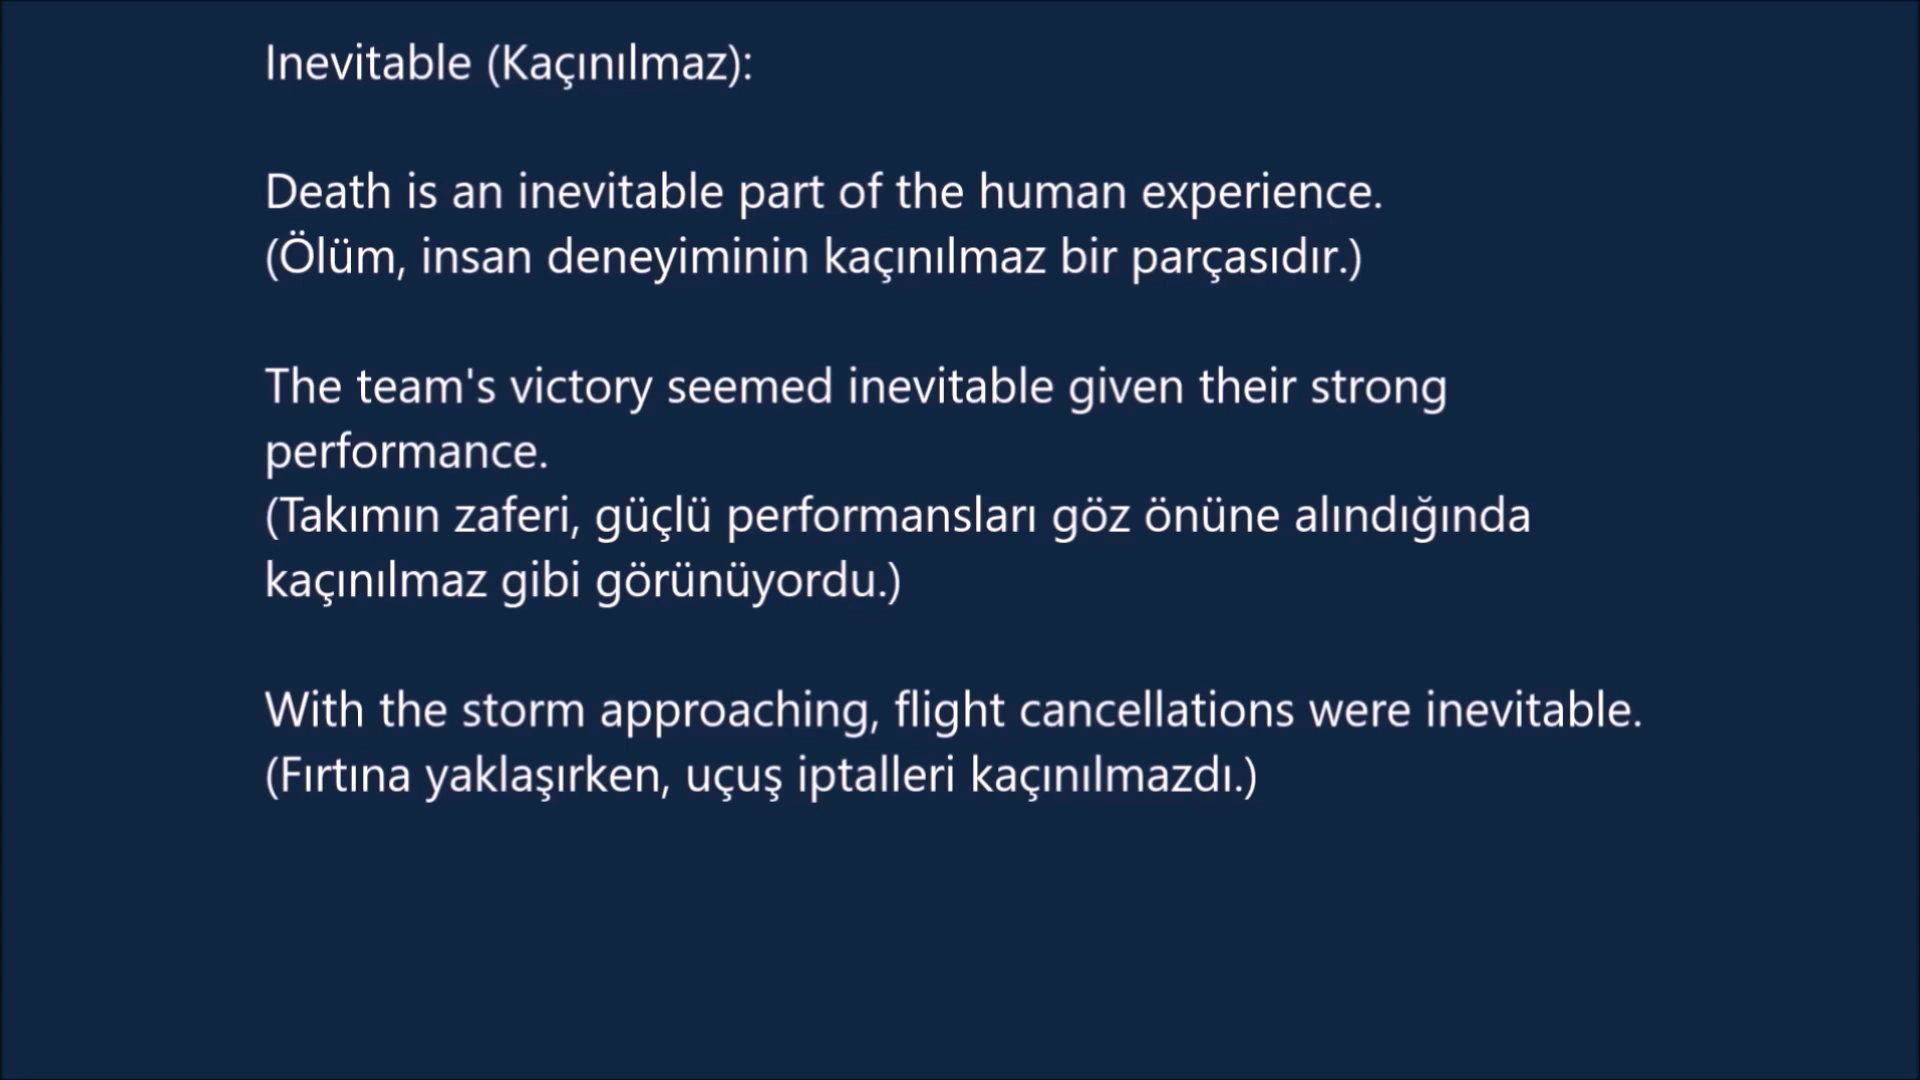 Inevitable (Kaçınılmaz):
Death is an inevitable part of the human experience.
(Ölüm, insan deneyiminin kaçınılmaz bir parçasıdır.)
The team's victory seemed inevitable given their strong
performance.
(Takımın zaferi, güçlü performansları göz önüne alındığında
kaçınılmaz gibi görünüyordu.)
With the storm approaching, flight cancellations were inevitable.
(Fırtına yaklaşırken, uçuş iptalleri kaçınılmazdı.)